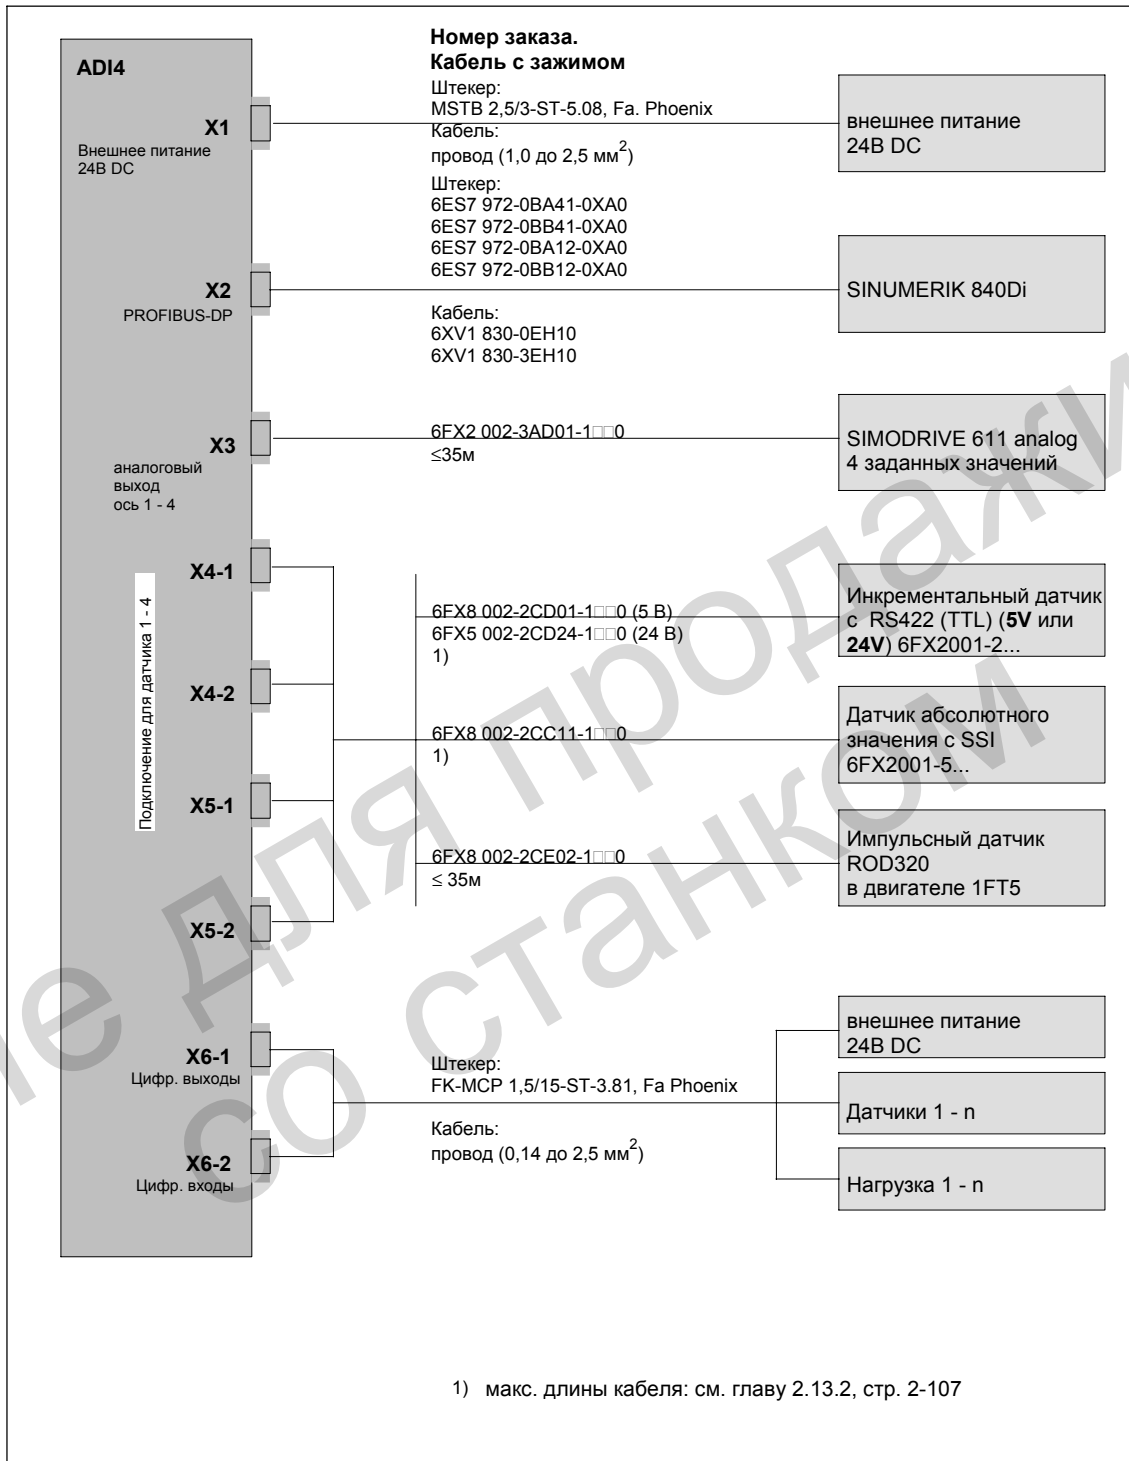 ADI4
Номер заказа.
Кабель с зажимом
Штекер:
MSTB 2,5/3-ST-5.08, Fa. Phoenix
X1
Внешнее питание
24В DC
Кабель:
провод (1,0 до 2,5 мм²)
внешнее питание
24В DC
Штекер:
6ES7 972-0BA41-0XA0
6ES7 972-0BB41-0XA0
6ES7 972-0BA12-0XA0
6ES7 972-0BB12-0XA0
X2
PROFIBUS-DP
SINUMERIK 840Di
Кабель:
6XV1 830-0EH10
6XV1 830-3EH10
X3
аналоговый
выход
ось 1 - 4
6FX2 002-3AD01-1□□0
≤35м
SIMODRIVE 611 analog
4 заданных значений
Подключение для датчика 1 - 4
X4-1
X4-2
X5-1
X5-2
6FX8 002-2CD01-1□□0 (5 В)
6FX5 002-2CD24-1□□0 (24 В)
1)
Инкрементальный датчик
с RS422 (TTL) (5V или
24V) 6FX2001-2...
6FX8 002-2CC11-1□□0
1)
Датчик абсолютного
значения с SSI
6FX2001-5...
6FX8 002-2CE02-1□□0
≤ 35м
Импульсный датчик
ROD320
в двигателе 1FT5
X6-1
Цифр. выходы
X6-2
Цифр. входы
Штекер:
FK-MCP 1,5/15-ST-3.81, Fa Phoenix
Кабель:
провод (0,14 до 2,5 мм²)
внешнее питание
24В DC
Датчики 1 - n
Нагрузка 1 - n
1) макс. длины кабеля: см. главу 2.13.2, стр. 2-107
для продажи
со станком